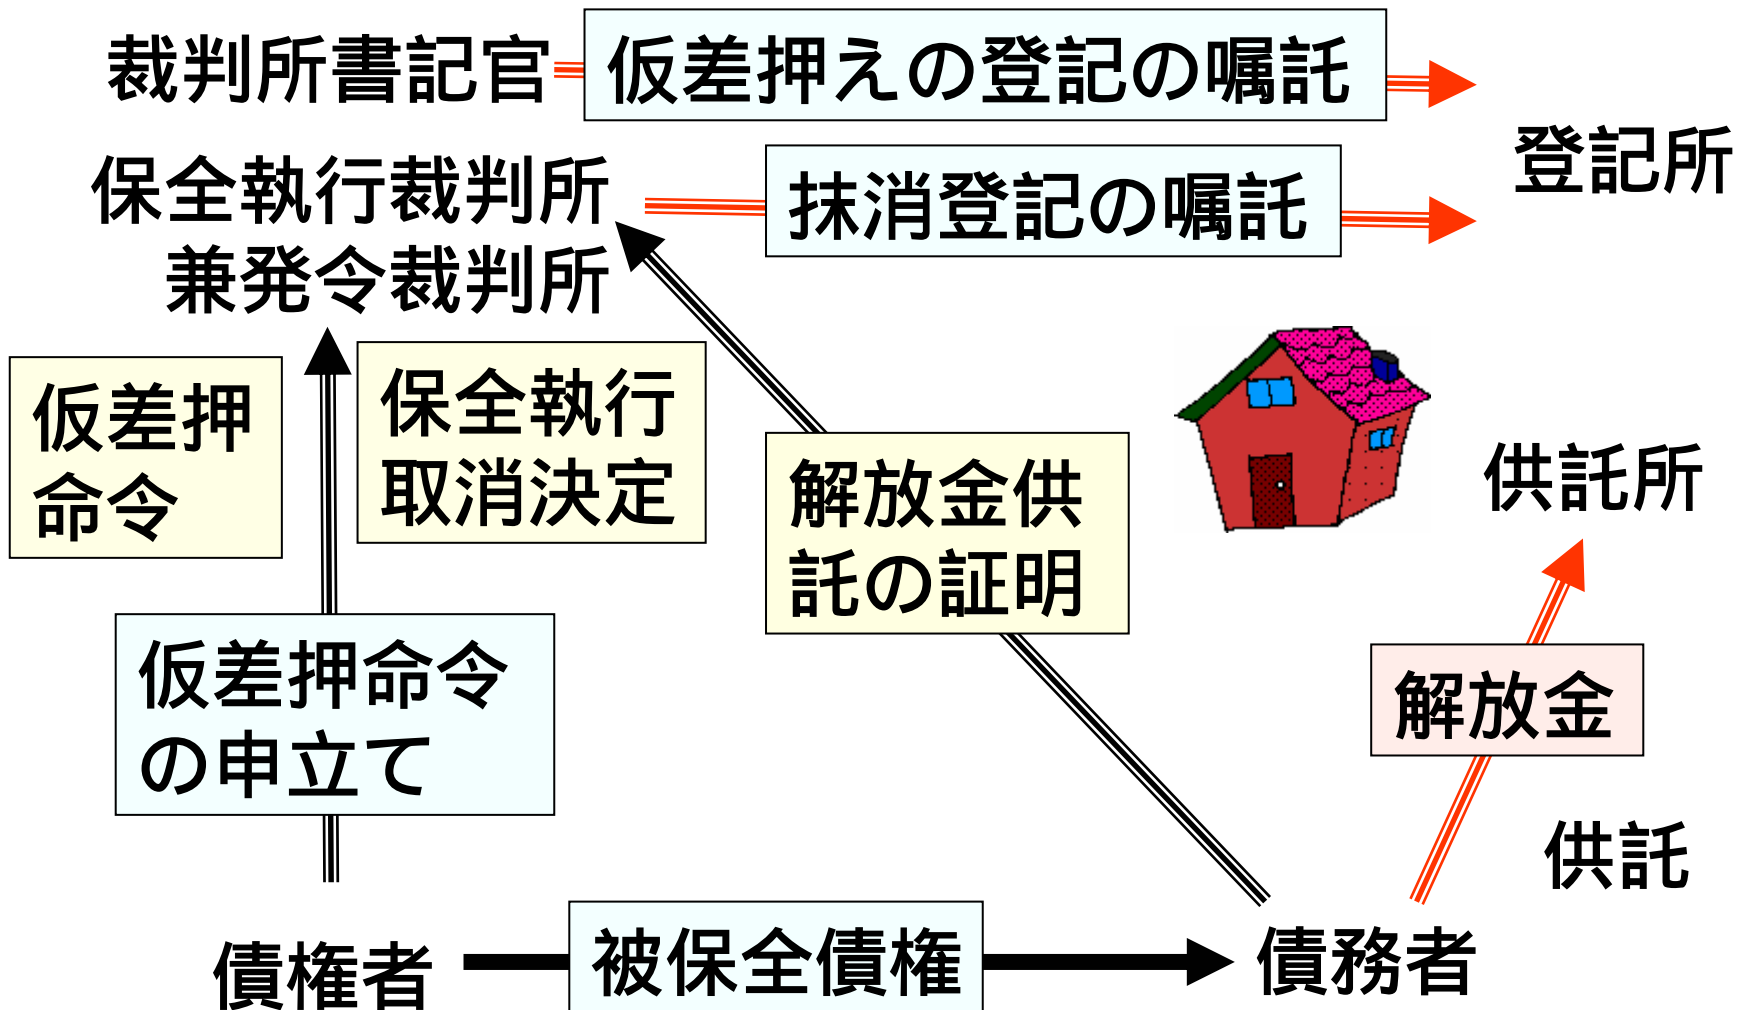 裁判所書記官
仮差押えの登記の嘱託
登記所
保全執行裁判所
兼発令裁判所
抹消登記の嘱託
仮差押
命令
保全執行
取消決定
解放金供
託の証明
供託所
仮差押命令
の申立て
解放金
供託
債権者
被保全債権
債務者